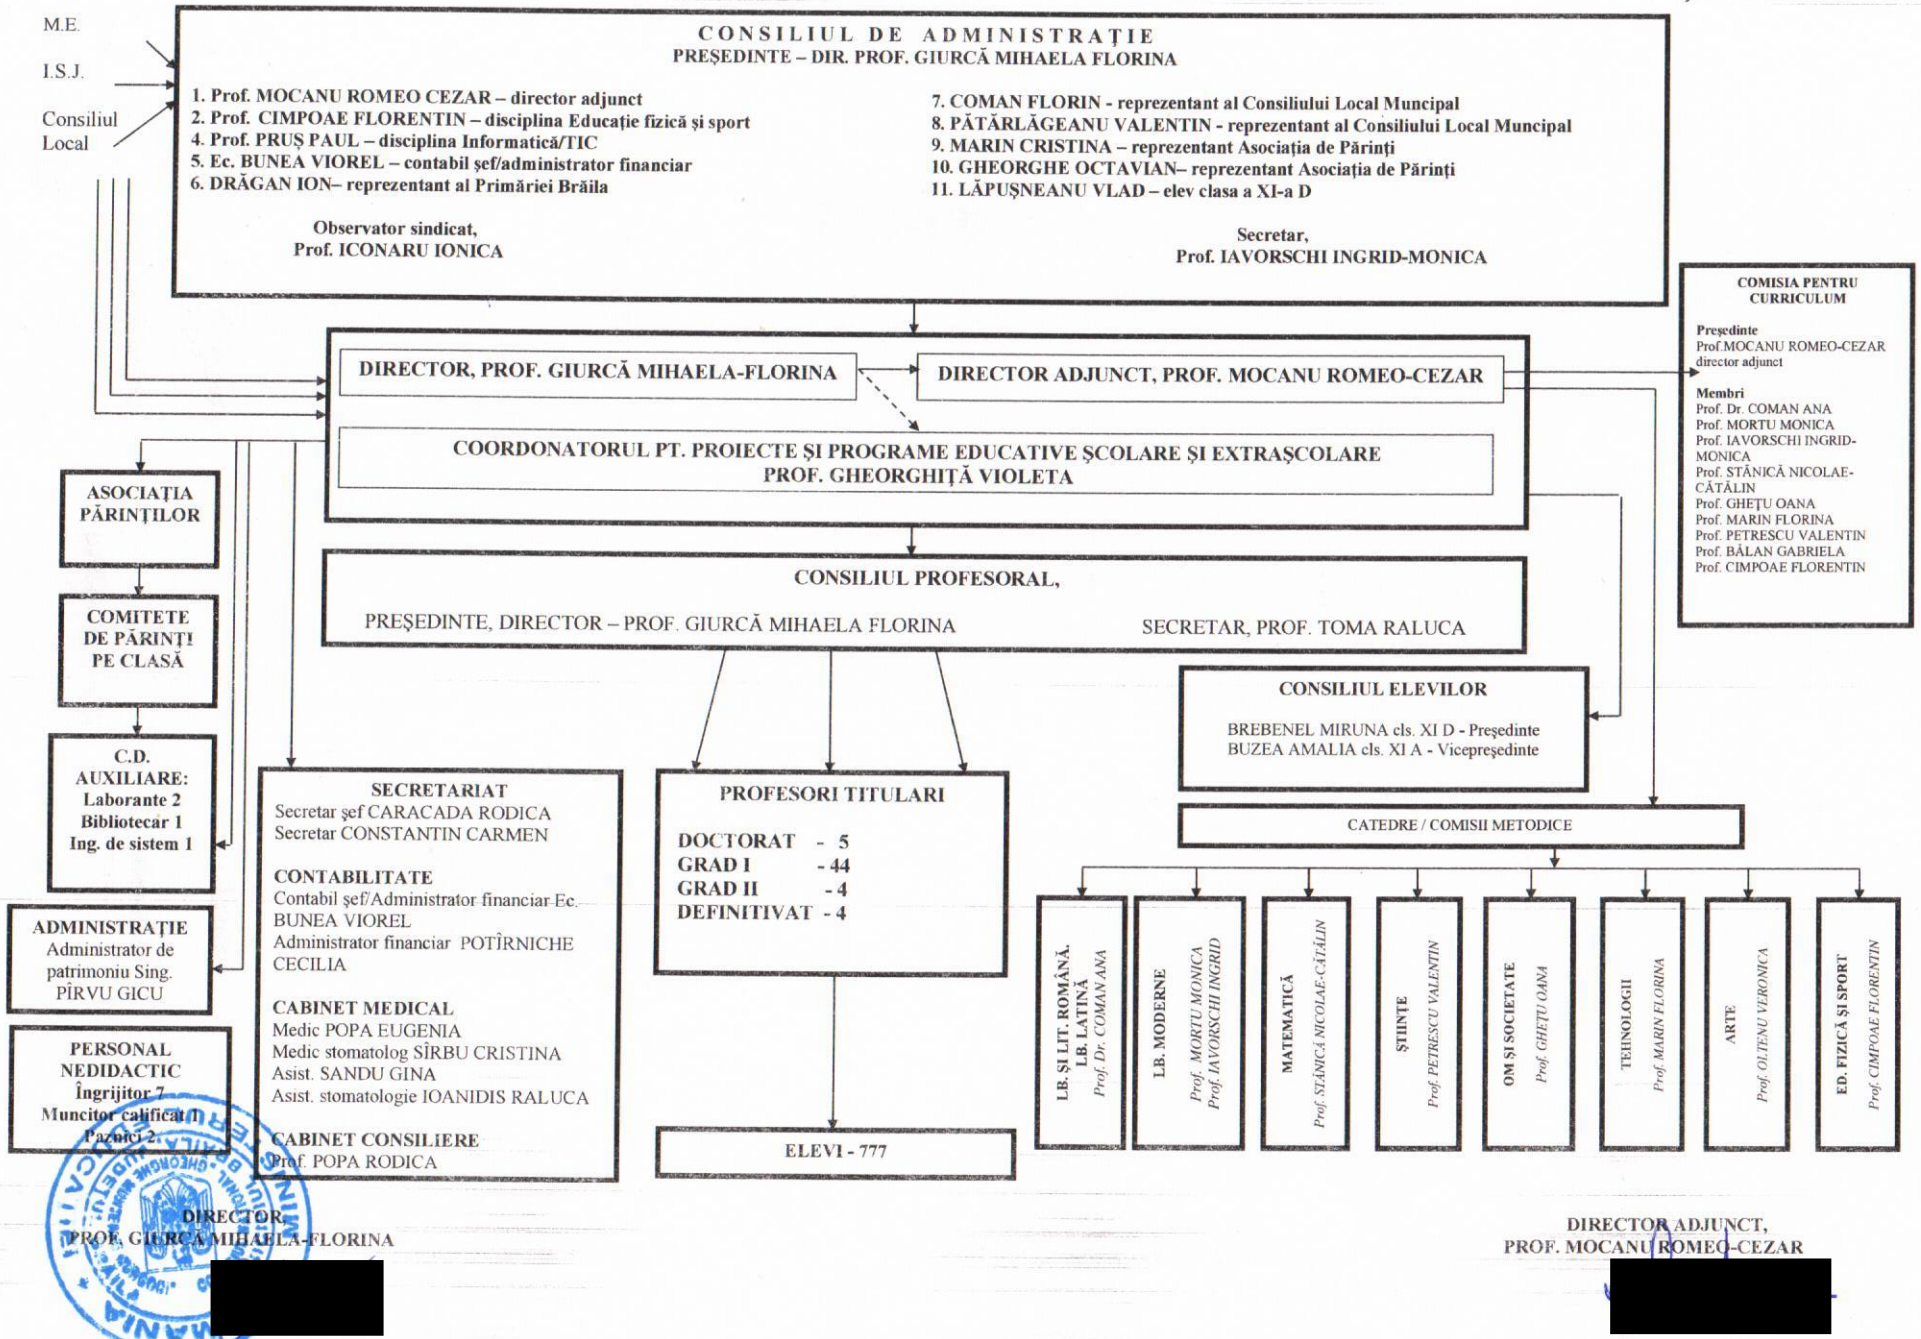 M.E.
I.S.J.
Consiliul
Local
CONSILIUL DE ADMINISTRAȚIE
PREȘEDINTE – DIR. PROF. GIURCĂ MIHAELA FLORINA
1. Prof. MOCANU ROMEO CEZAR – director adjunct
2. Prof. CIMPOAE FLORENTIN – disciplina Educație fizică și sport
4. Prof. PRUȘ PAUL – disciplina Informatică/TIC
5. Ec. BUNEA VIOREL – contabil șef/administrator financiar
6. DRĂGAN ION– reprezentant al Primăriei Brăila
7. COMAN FLORIN - reprezentant al Consiliului Local Muncipal
8. PĂTĂRLĂGEANU VALENTIN - reprezentant al Consiliului Local Muncipal
9. MARIN CRISTINA – reprezentant Asociația de Părinți
10. GHEORGHE OCTAVIAN– reprezentant Asociația de Părinți
11. LĂPUȘNEANU VLAD – elev clasa a XI-a D
Observator sindicat,
Prof. ICONARU IONICA
Secretar,
Prof. IAVORSCHI INGRID-MONICA
COMISIA PENTRU
CURRICULUM
Președinte
Prof.MOCANU ROMEO-CEZAR
director adjunct
Membri
Prof. Dr. COMAN ANA
Prof. MORTU MONICA
Prof. IAVORSCHI INGRID-
MONICA
Prof. STĂNICĂ NICOLAE-
CĂTĂLIN
Prof. GHEȚU OANA
Prof. MARIN FLORINA
Prof. PETRESCU VALENTIN
Prof. BĂLAN GABRIELA
Prof. CIMPOAE FLORENTIN
DIRECTOR, PROF. GIURCĂ MIHAELA-FLORINA
DIRECTOR ADJUNCT, PROF. MOCANU ROMEO-CEZAR
COORDONATORUL PT. PROIECTE ȘI PROGRAME EDUCATIVE ȘCOLARE ȘI EXTRAȘCOLARE
PROF. GHEORGHIȚĂ VIOLETA
ASOCIAȚIA
PĂRINȚILOR
COMITETE
DE PĂRINȚI
PE CLASĂ
C.D.
AUXILIARE:
Laborante 2
Bibliotecar 1
Ing. de sistem 1
ADMINISTRAȚIE
Administrator de
patrimoniu Sing.
PÎRVU GICU
PERSONAL
NEDIDACTIC
Îngrijitor 7
Muncitor calificat 1
Paznici 2
CONSILIUL PROFESORAL,
PREȘEDINTE, DIRECTOR – PROF. GIURCĂ MIHAELA FLORINA
SECRETAR, PROF. TOMA RALUCA
SECRETARIAT
Secretar șef CARACADA RODICA
Secretar CONSTANTIN CARMEN
CONTABILITATE
Contabil șef/Administrator financiar Ec.
BUNEA VIOREL
Administrator financiar POTÎRNICHE
CECILIA
CABINET MEDICAL
Medic POPA EUGENIA
Medic stomatolog SÎRBU CRISTINA
Asist. SANDU GINA
Asist. stomatologie IOANIDIS RALUCA
CABINET CONSILIERE
Prof. POPA RODICA
PROFESORI TITULARI
DOCTORAT - 5
GRAD I - 44
GRAD II - 4
DEFINITIVAT - 4
ELEVI - 777
CONSILIUL ELEVILOR
BREBENEL MIRUNA cls. XI D - Președinte
BUZEA AMALIA cls. XI A - Vicepreședinte
CATEDRE / COMISII METODICE
LB. ȘI LIT. ROMÂNĂ.
LB. LATINĂ
Prof. Dr. COMAN ANA
LB. MODERNE
Prof. MORTU MONICA
Prof. IAVORSCHI INGRID
MATEMATICĂ
Prof. STĂNICĂ NICOLAE-CĂTĂLIN
ȘTIINȚE
Prof. PETRESCU VALENTIN
OM ȘI SOCIETATE
Prof. GHEȚU OANA
TEHNOLOGII
Prof. MARIN FLORINA
ARTE
Prof. OLTENU VERONICA
ED. FIZICĂ ȘI SPORT
Prof. CIMPOAE FLORENTIN
DIRECTOR,
PROF. GIURCĂ MIHAELA-FLORINA
DIRECTOR ADJUNCT,
PROF. MOCANU ROMEO-CEZAR